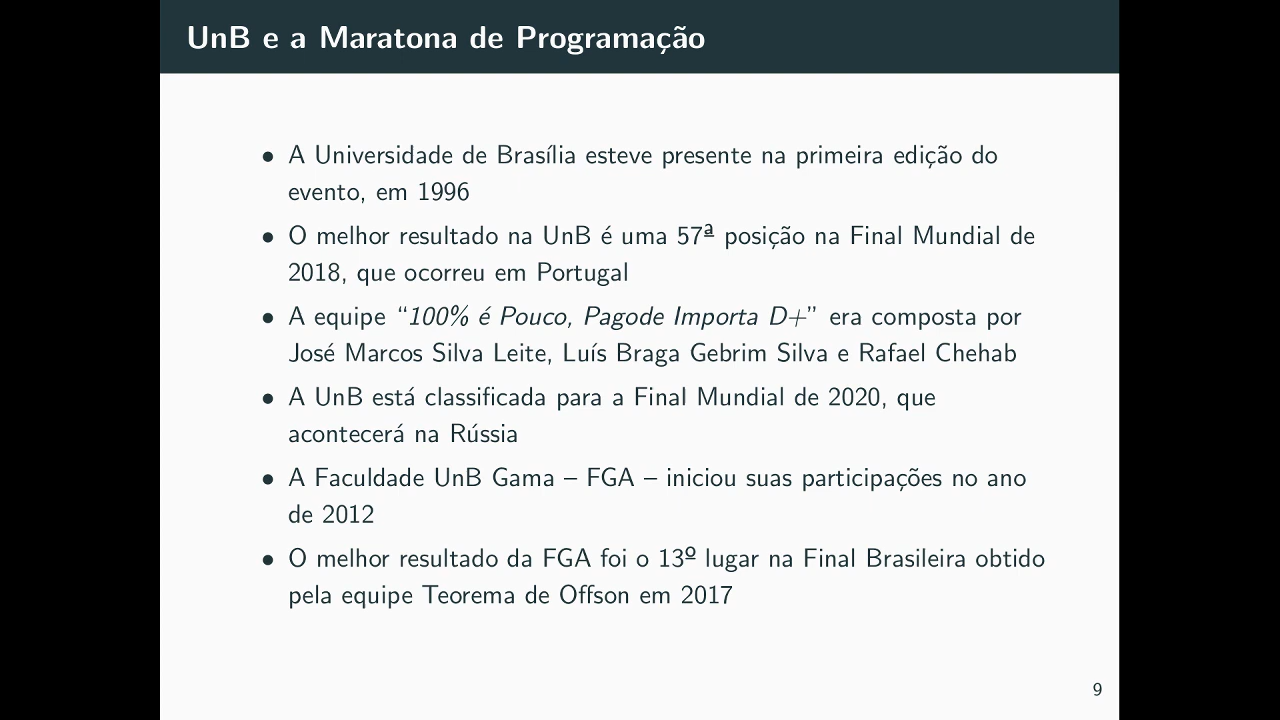 UnB e a Maratona de Programação
• A Universidade de Brasília esteve presente na primeira edição do
evento, em 1996
• O melhor resultado na UnB é uma 57ª posição na Final Mundial de
2018, que ocorreu em Portugal
• A equipe “100% é Pouco, Pagode Importa D+” era composta por
José Marcos Silva Leite, Luís Braga Gebrim Silva e Rafael Chehab
• A UnB está classificada para a Final Mundial de 2020, que
acontecerá na Rússia
• A Faculdade UnB Gama – FGA – iniciou suas participações no ano
de 2012
• O melhor resultado da FGA foi o 13º lugar na Final Brasileira obtido
pela equipe Teorema de Offson em 2017
9